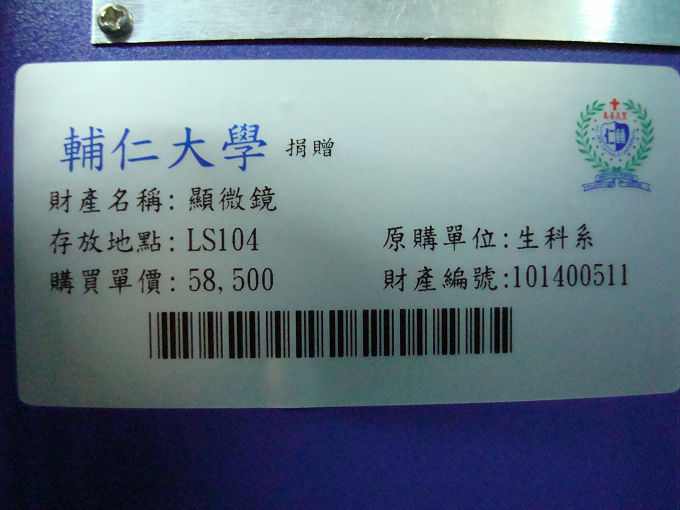 輔仁大學 捐贈
財產名稱: 顯微鏡
存放地點: LS104
原購單位: 生科系
購買單價: 58,500
財產編號:101400511